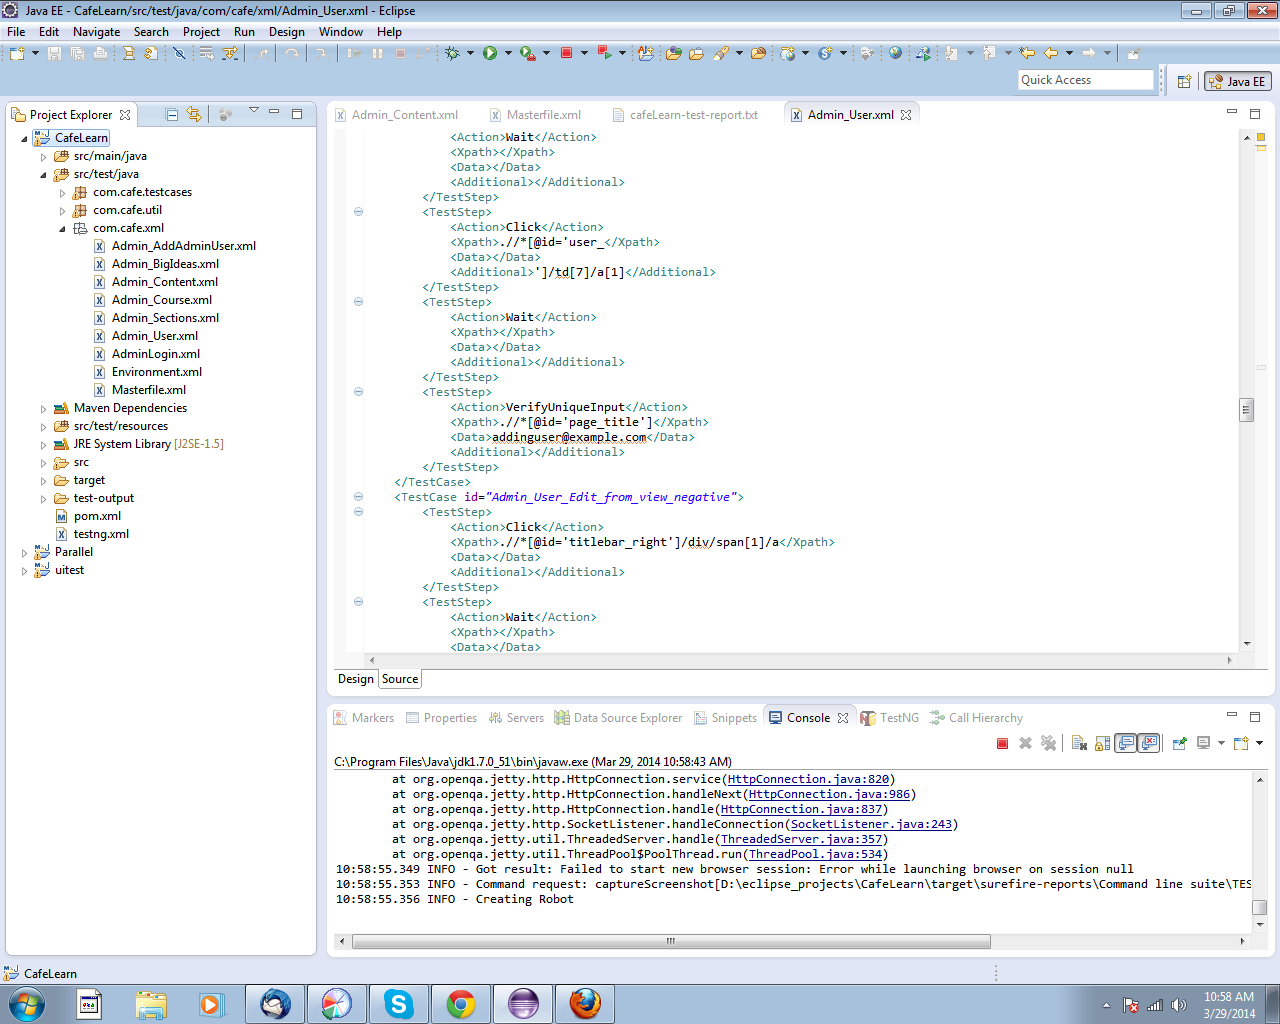 Java EE - CafeLearn/src/test/java/com/cafe/xml/Admin_User.xml - Eclipse
File Edit Navigate Search Project Run Design Window Help
Quick Access
Java EE
Project Explorer
CafeLearn
src/main/java
src/test/java
com.cafe.testcases
com.cafe.util
com.cafe.xml
Admin_AddAdminUser.xml
Admin_BigIdeas.xml
Admin_Content.xml
Admin_Course.xml
Admin_Sections.xml
Admin_User.xml
AdminLogin.xml
Environment.xml
Masterfile.xml
Maven Dependencies
src/test/resources
JRE System Library [J2SE-1.5]
src
target
test-output
pom.xml
testng.xml
Parallel
uitest
Admin_Content.xml Masterfile.xml cafeLearn-test-report.txt Admin_User.xml
<Action>Wait</Action>
<Xpath></Xpath>
<Data></Data>
<Additional></Additional>
</TestStep>
<TestStep>
<Action>Click</Action>
<Xpath>.//*[@id='user_</Xpath>
<Data></Data>
<Additional>']/td[7]/a[1]</Additional>
</TestStep>
<TestStep>
<Action>Wait</Action>
<Xpath></Xpath>
<Data></Data>
<Additional></Additional>
</TestStep>
<TestStep>
<Action>VerifyUniqueInput</Action>
<Xpath>.//*[@id='page_title']</Xpath>
<Data>addinguser@example.com</Data>
<Additional></Additional>
</TestStep>
</TestCase>
<TestCase id="Admin_User_Edit_from_view_negative">
<TestStep>
<Action>Click</Action>
<Xpath>.//*[@id='titlebar_right']/div/span[1]/a</Xpath>
<Data></Data>
<Additional></Additional>
</TestStep>
<TestStep>
<Action>Wait</Action>
<Xpath></Xpath>
<Data></Data>
Design Source
Markers Properties Servers Data Source Explorer Snippets Console TestNG Call Hierarchy
C:\Program Files\Java\jdk1.7.0_51\bin\javaw.exe (Mar 29, 2014 10:58:43 AM)
at org.openqa.jetty.http.HttpConnection.service(HttpConnection.java:820)
at org.openqa.jetty.http.HttpConnection.handleNext(HttpConnection.java:986)
at org.openqa.jetty.http.HttpConnection.handle(HttpConnection.java:837)
at org.openqa.jetty.http.SocketListener.handleConnection(SocketListener.java:243)
at org.openqa.jetty.util.ThreadedServer.handle(ThreadedServer.java:357)
at org.openqa.jetty.util.ThreadPool$PoolThread.run(ThreadPool.java:534)
10:58:55.349 INFO - Got result: Failed to start new browser session: Error while launching browser on session null
10:58:55.353 INFO - Command request: captureScreenshot[D:\eclipse_projects\CafeLearn\target\surefire-reports\Command line suite\TES
10:58:55.356 INFO - Creating Robot
CafeLearn
10:58 AM
3/29/2014